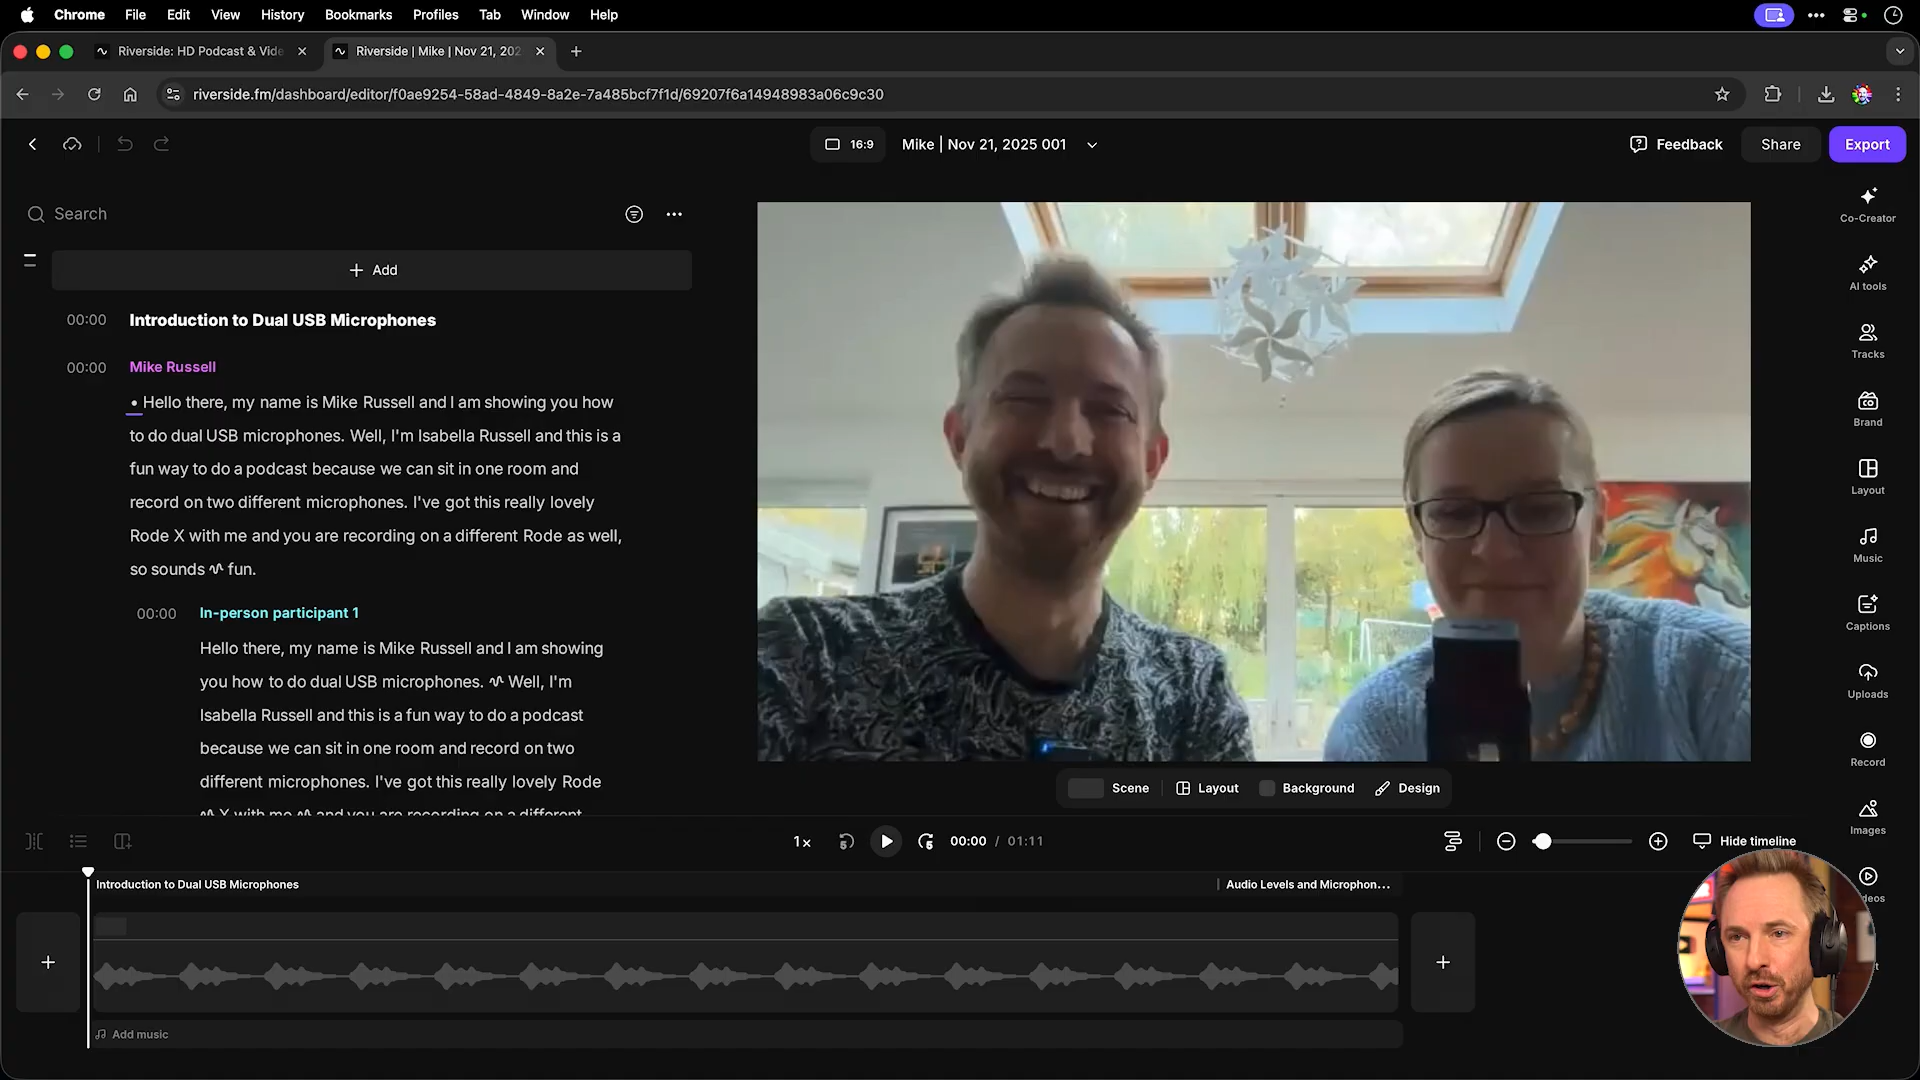 Chrome File Edit View History Bookmarks Profiles Tab Window Help
Riverside: HD Podcast & Vide
Riverside | Mike | Nov 21, 202
riverside.fm/dashboard/editor/f0ae9254-58ad-4849-8a2e-7a485bcf7f1d/69207f6a14948983a06c9c30
16:9 Mike | Nov 21, 2025 001
Feedback Share Export
Search
Add
00:00 Introduction to Dual USB Microphones
00:00 Mike Russell
• Hello there, my name is Mike Russell and I am showing you how
to do dual USB microphones. Well, I'm Isabella Russell and this is a
fun way to do a podcast because we can sit in one room and
record on two different microphones. I've got this really lovely
Rode X with me and you are recording on a different Rode as well,
so sounds fun.
00:00 In-person participant 1
Hello there, my name is Mike Russell and I am showing
you how to do dual USB microphones. Well, I'm
Isabella Russell and this is a fun way to do a podcast
because we can sit in one room and record on two
different microphones. I've got this really lovely Rode
X with me and you are recording on a different
Scene Layout Background Design
Co-Creator
AI tools
Tracks
Brand
Layout
Music
Captions
Uploads
Record
Images
1x 5 5 00:00 / 01:11
Hide timeline
Introduction to Dual USB Microphones
Audio Levels and Microphon...
Add music